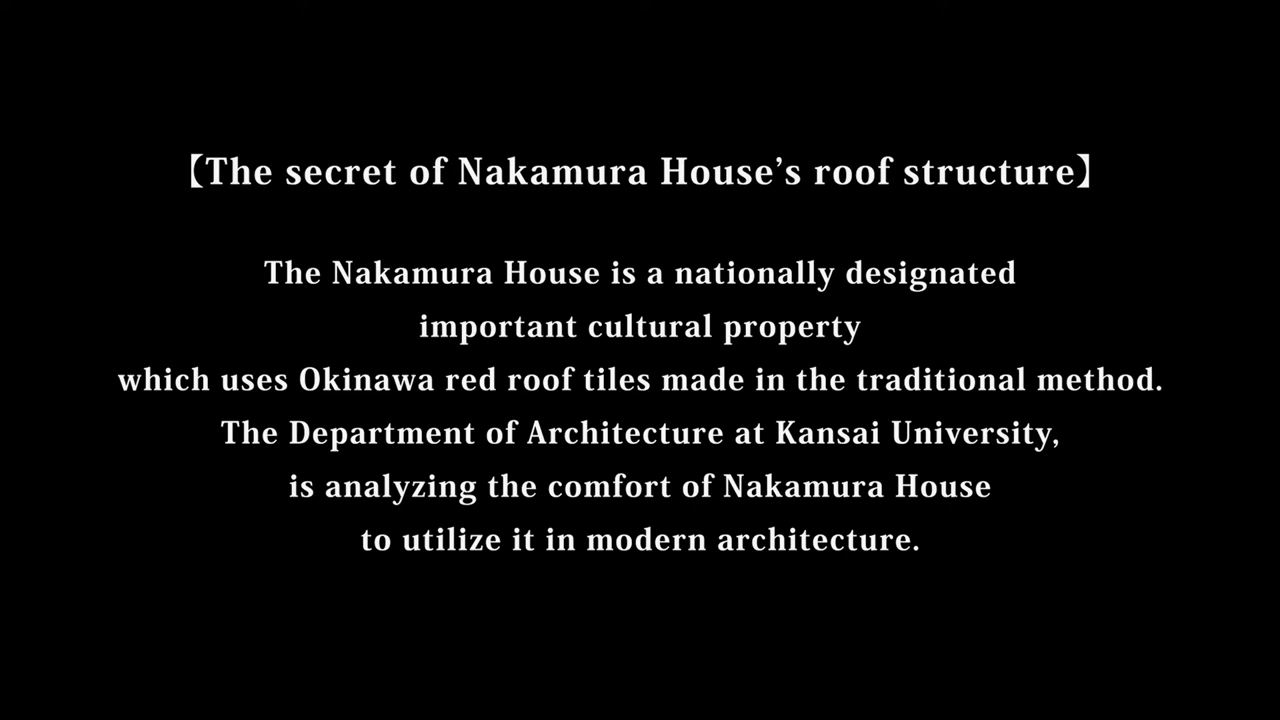 【The secret of Nakamura House’s roof structure】
The Nakamura House is a nationally designated
important cultural property
which uses Okinawa red roof tiles made in the traditional method.
The Department of Architecture at Kansai University,
is analyzing the comfort of Nakamura House
to utilize it in modern architecture.